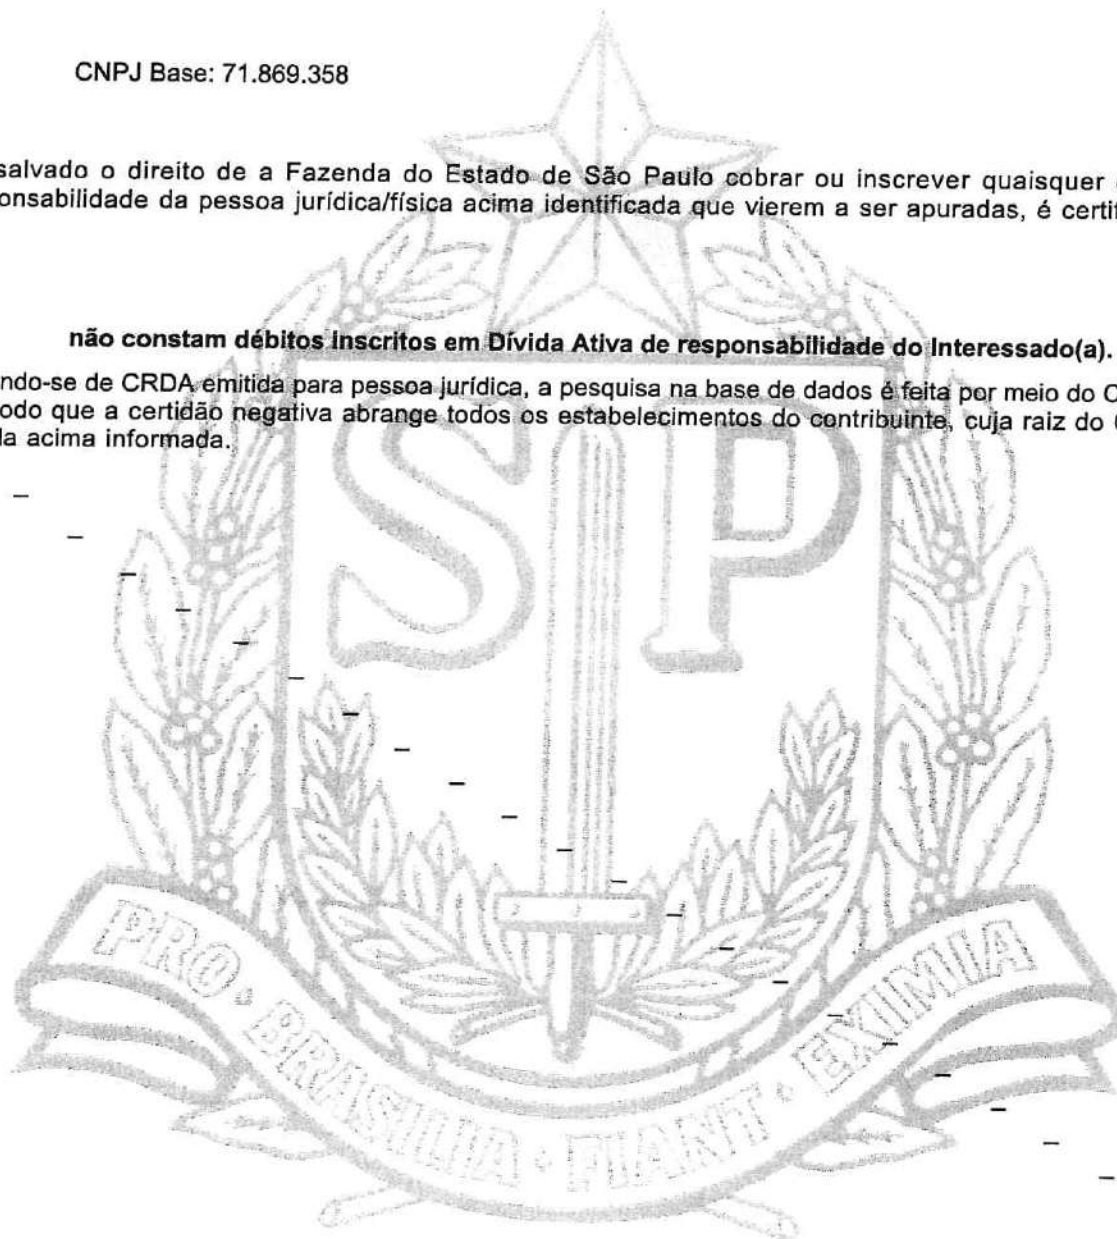 CNPJ Base: 71.869.358
salvado o direito de a Fazenda do Estado de São Paulo cobrar ou inscrever quaisquer
onsabilidade da pessoa jurídica/física acima identificada que vierem a ser apuradas, é certif
não constam débitos inscritos em Dívida Ativa de responsabilidade do Interessado(a).
ndo-se de CRDA emitida para pessoa jurídica, a pesquisa na base de dados é feita por meio do C
odo que a certidão negativa abrange todos os estabelecimentos do contribuinte, cuja raiz do
la acima informada.
SP
PRO • BRASILIA • FIANT • EXIMIA